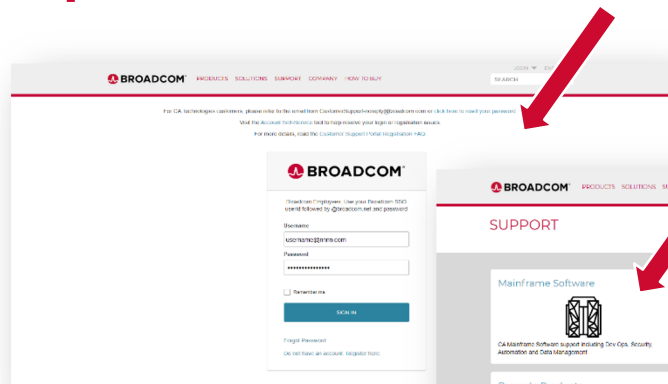 BROADCOM
PRODUCTS SOLUTIONS SUPPORT COMPANY HOW TO BUY
LOGIN
SEARCH
For CA Technologies customers, please refer to the email from CustomerSupport-noreply@broadcom.com or click here to reset your password.
Visit the Account Self-Service tool to help resolve your login or registration issues.
For more details, read the Customer Support Portal Registration FAQ.
BROADCOM
Broadcom Employees: Use your Broadcom SSO
userid followed by @broadcom.net and password
Username
Password
***************
Remember me
SIGN IN
Forgot Password
Do not have an account? Register here.
BROADCOM
PRODUCTS SOLUTIONS
SUPPORT
Mainframe Software
CA Mainframe Software support including Dev Ops, Security,
Automation and Data Management